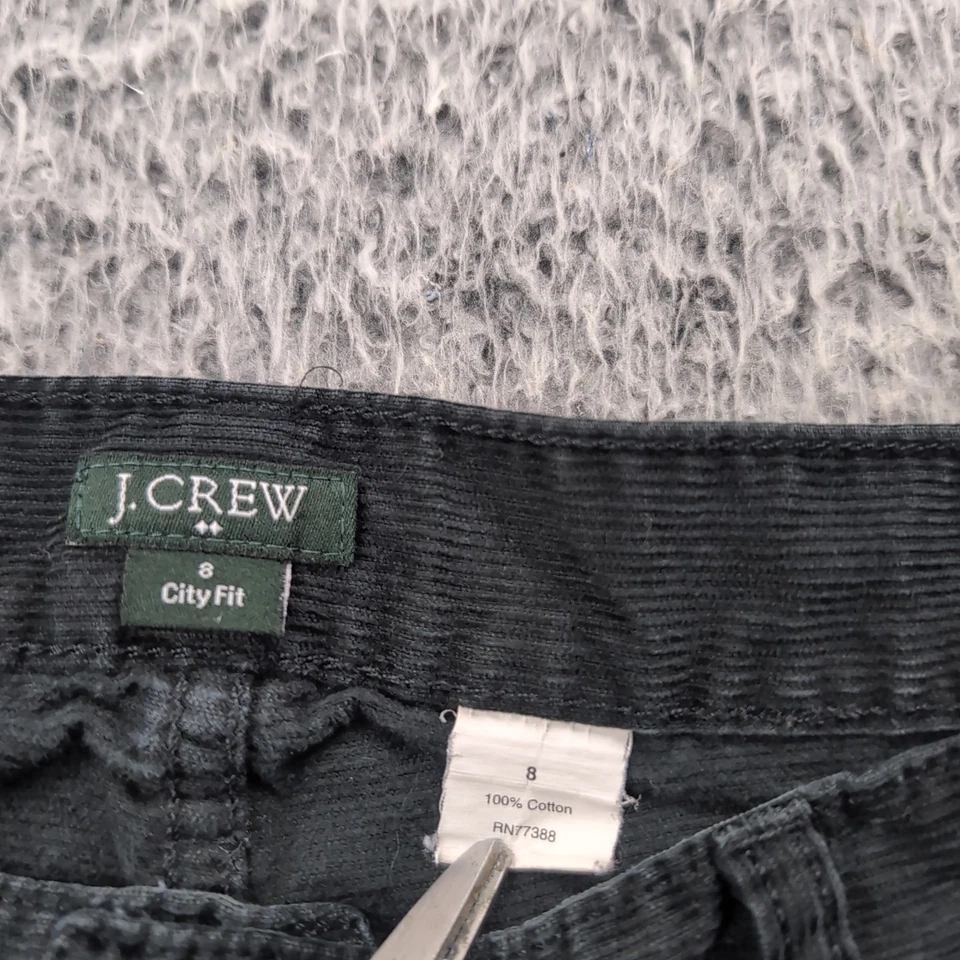 J.CREW
8
City Fit
8
100% Cotton
RN77388